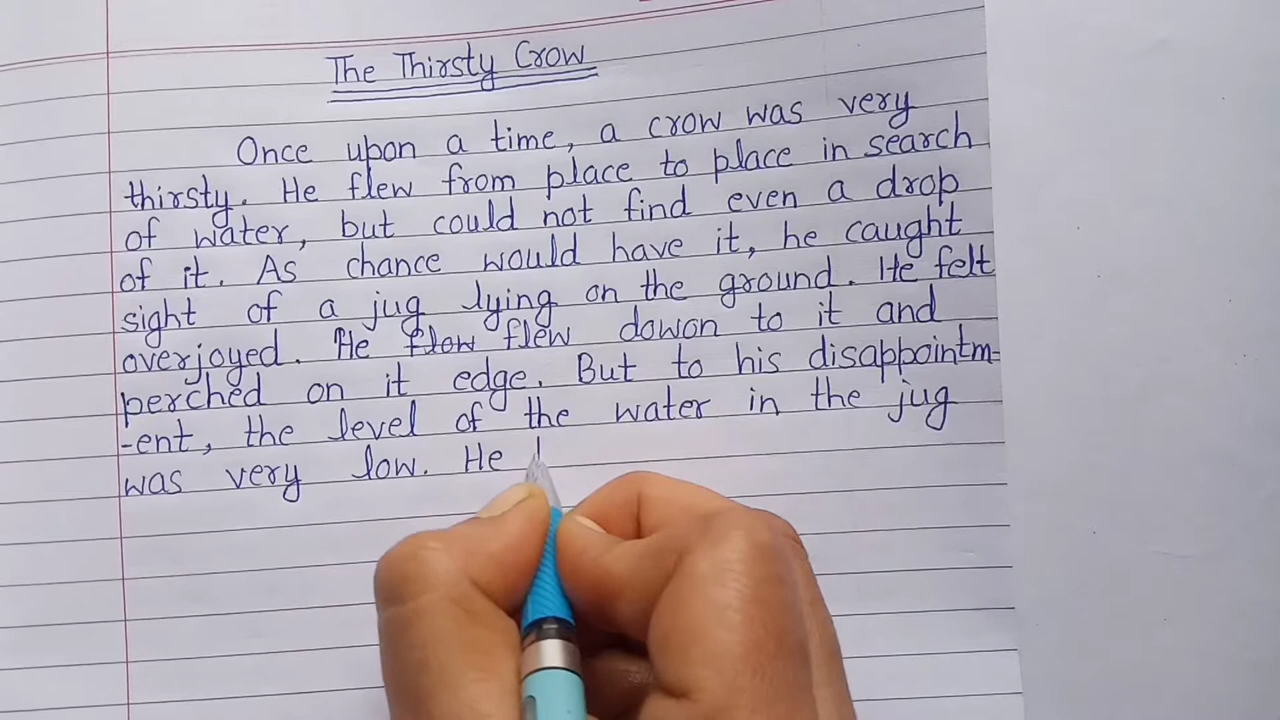 The Thirsty Crow
Once upon a time, a crow was very
thirsty. He flew from place to place in search
of water, but could not find even a drop
of it. As chance would have it, he caught
sight of a jug lying on the ground. He felt
overjoyed. He flow flew dowon to it and
perched on it edge. But to his disappointm-
-ent, the level of the water in the jug
was very low. He